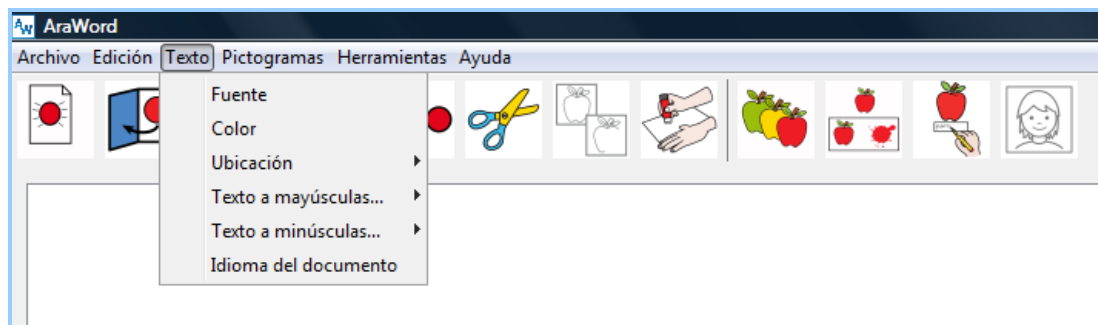 AraWord
Archivo Edición Texto Pictogramas Herramientas Ayuda
Fuente
Color
Ubicación
Texto a mayúsculas...
Texto a minúsculas...
Idioma del documento